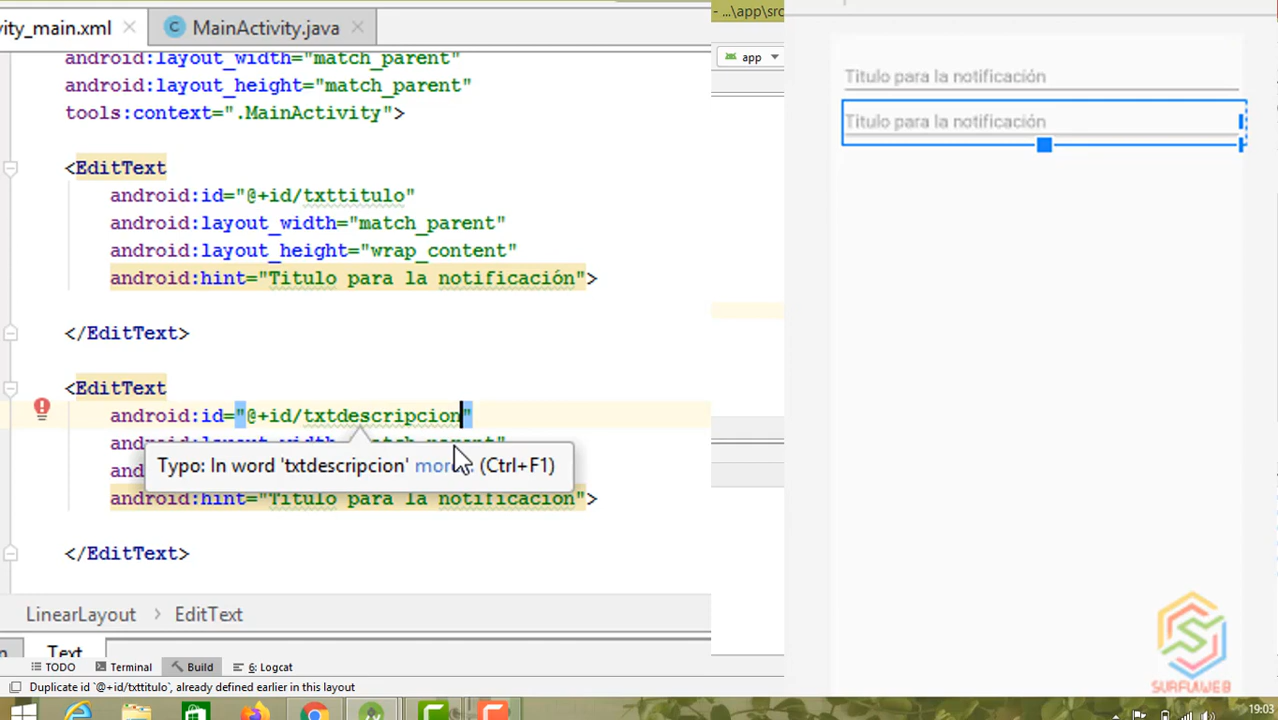 ity_main.xml
MainActivity.java
- ...\app\src
app
android:layout_width="match_parent"
android:layout_height="match_parent"
tools:context=".MainActivity">
<EditText
android:id="@+id/txttitulo"
android:layout_width="match_parent"
android:layout_height="wrap_content"
android:hint="Titulo para la notificación">
</EditText>
<EditText
android:id="@+id/txtdescripcion"
Typo: In word 'txtdescripcion' more... (Ctrl+F1)
android:hint="Titulo para la notificación">
</EditText>
LinearLayout > EditText
Text
TODO Terminal Build 6: Logcat
Duplicate id `@+id/txttitulo`, already defined earlier in this layout
Titulo para la notificación
Titulo para la notificación
SURFULWEB
19:03